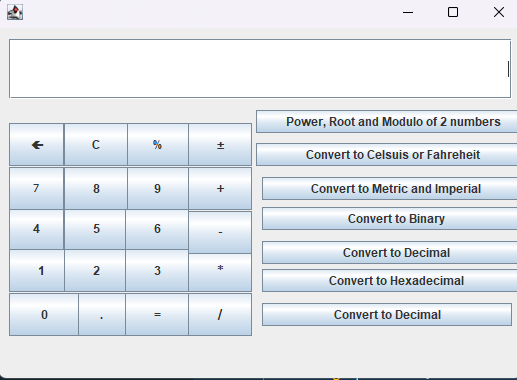 Power, Root and Modulo of 2 numbers
🡰 C % ±
Convert to Celsuis or Fahreheit
7 8 9 +
Convert to Metric and Imperial
4 5 6 -
Convert to Binary
Convert to Decimal
1 2 3 *
Convert to Hexadecimal
0 . = /
Convert to Decimal